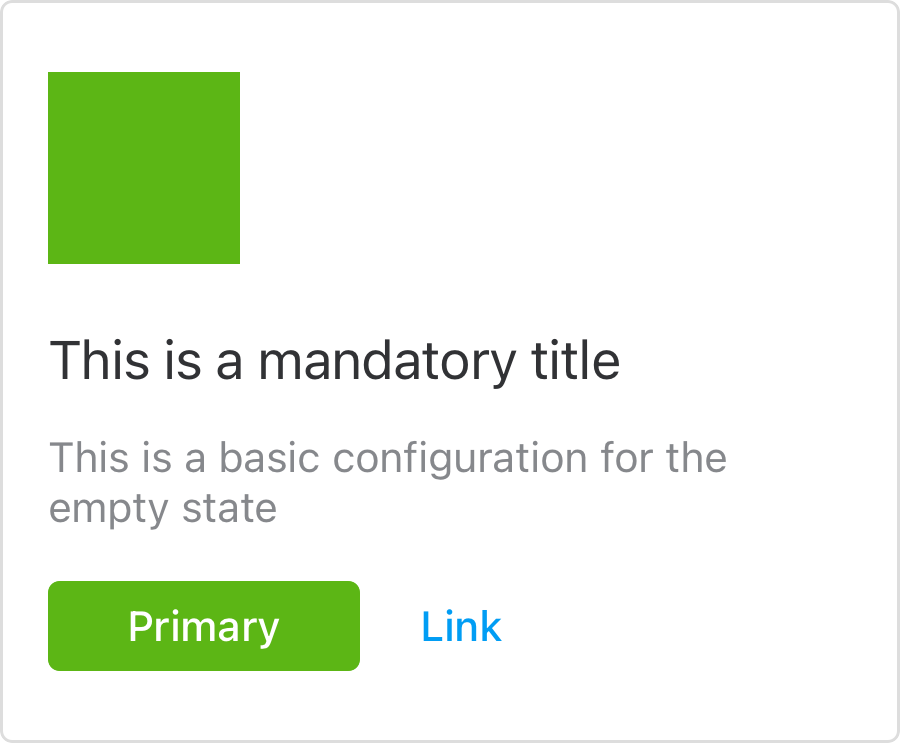 This is a mandatory title
This is a basic configuration for the
empty state
Primary
Link